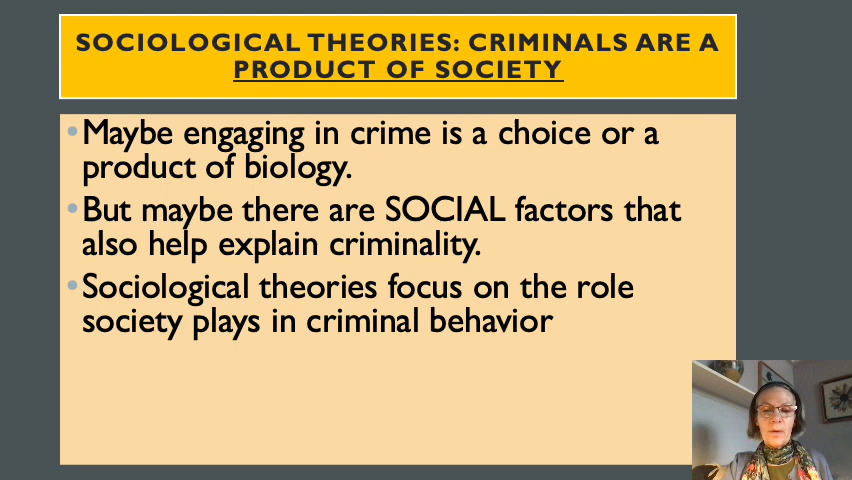 SOCIOLOGICAL THEORIES: CRIMINALS ARE A
PRODUCT OF SOCIETY
•Maybe engaging in crime is a choice or a
product of biology.
•But maybe there are SOCIAL factors that
also help explain criminality.
•Sociological theories focus on the role
society plays in criminal behavior